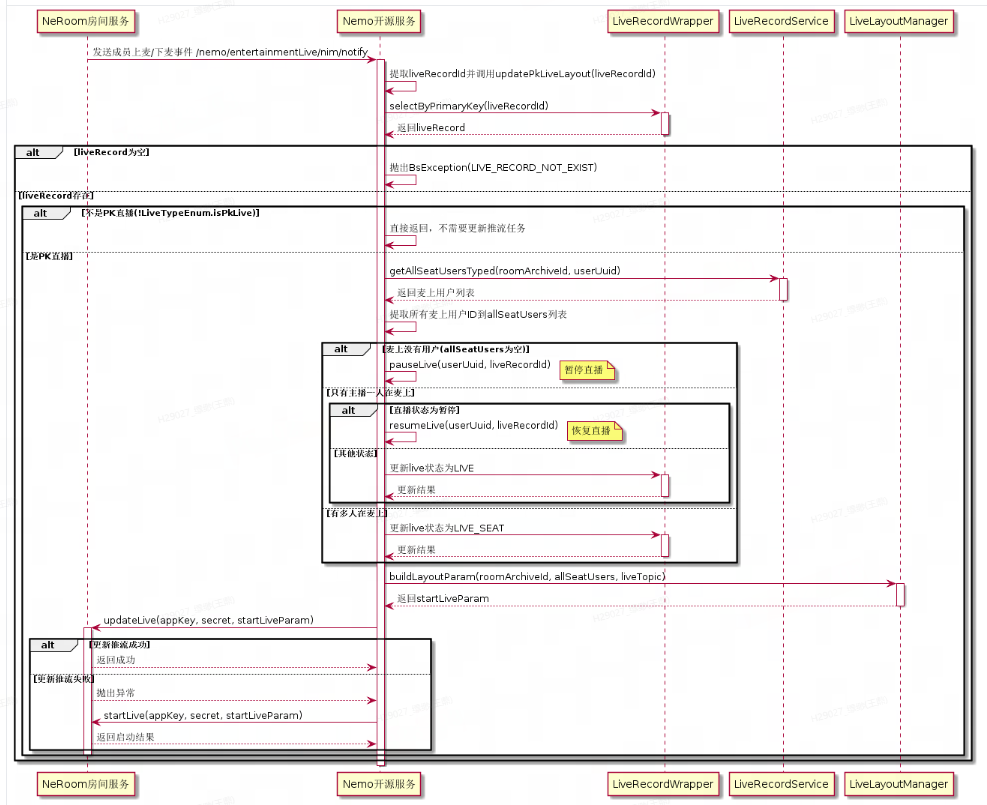 NeRoom房间服务
Nemo开源服务
LiveRecordWrapper
LiveRecordService
LiveLayoutManager
发送成员上麦/下麦事件 /nemo/entertainmentLive/nim/notify
提取liveRecordId并调用updatePkLiveLayout(liveRecordId)
selectByPrimaryKey(liveRecordId)
返回liveRecord
alt [liveRecord为空]
抛出BsException(LIVE_RECORD_NOT_EXIST)
[liveRecord存在]
alt [不是PK直播(!LiveTypeEnum.isPkLive)]
直接返回，不需要更新推流任务
[是PK直播]
getAllSeatUsersTyped(roomArchiveId, userUuid)
返回麦上用户列表
提取所有麦上用户ID到allSeatUsers列表
alt [麦上没有用户(allSeatUsers为空)]
pauseLive(userUuid, liveRecordId)
暂停直播
[只有主播一人在麦上]
alt [直播状态为暂停]
resumeLive(userUuid, liveRecordId)
恢复直播
[其他状态]
更新live状态为LIVE
更新结果
[有多人在麦上]
更新live状态为LIVE_SEAT
更新结果
buildLayoutParam(roomArchiveId, allSeatUsers, liveTopic)
返回startLiveParam
updateLive(appKey, secret, startLiveParam)
alt [更新推流成功]
返回成功
[更新推流失败]
抛出异常
startLive(appKey, secret, startLiveParam)
返回启动结果
NeRoom房间服务
Nemo开源服务
LiveRecordWrapper
LiveRecordService
LiveLayoutManager